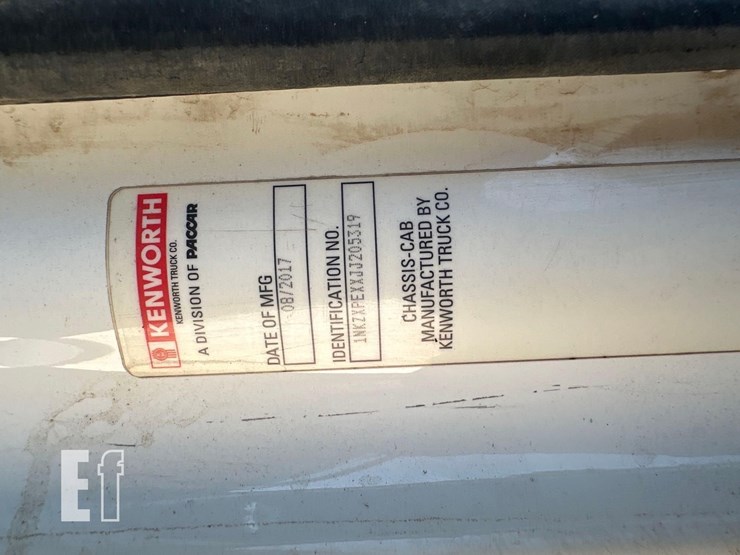 KENWORTH
KENWORTH TRUCK CO.
A DIVISION OF PACCAR
DATE OF MFG
08/2017
IDENTIFICATION NO.
1NKZXPEXXJJ205319
CHASSIS-CAB
MANUFACTURED BY
KENWORTH TRUCK CO.
Ef